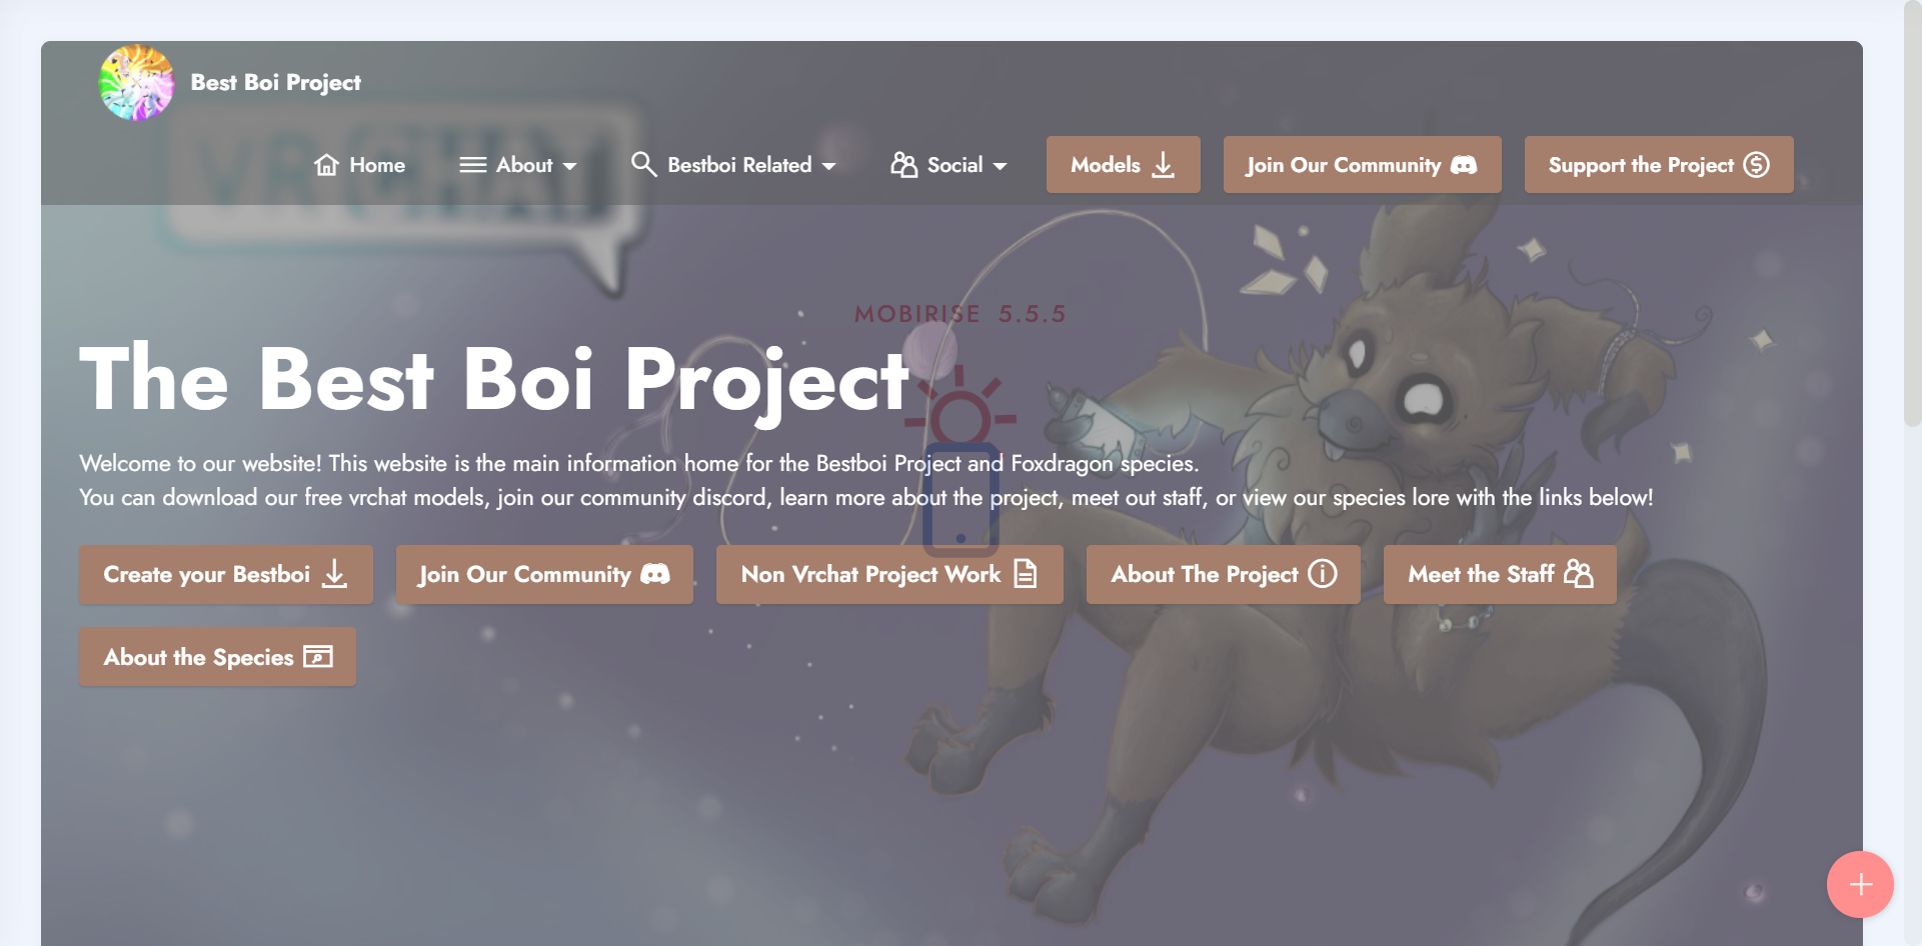 Best Boi Project
VRCHAT
Home About Bestboi Related Social Models Join Our Community Support the Project
MOBIRISE 5.5.5
The Best Boi Project
Welcome to our website! This website is the main information home for the Bestboi Project and Foxdragon species.
You can download our free vrchat models, join our community discord, learn more about the project, meet out staff, or view our species lore with the links below!
Create your Bestboi Join Our Community Non Vrchat Project Work About The Project Meet the Staff
About the Species